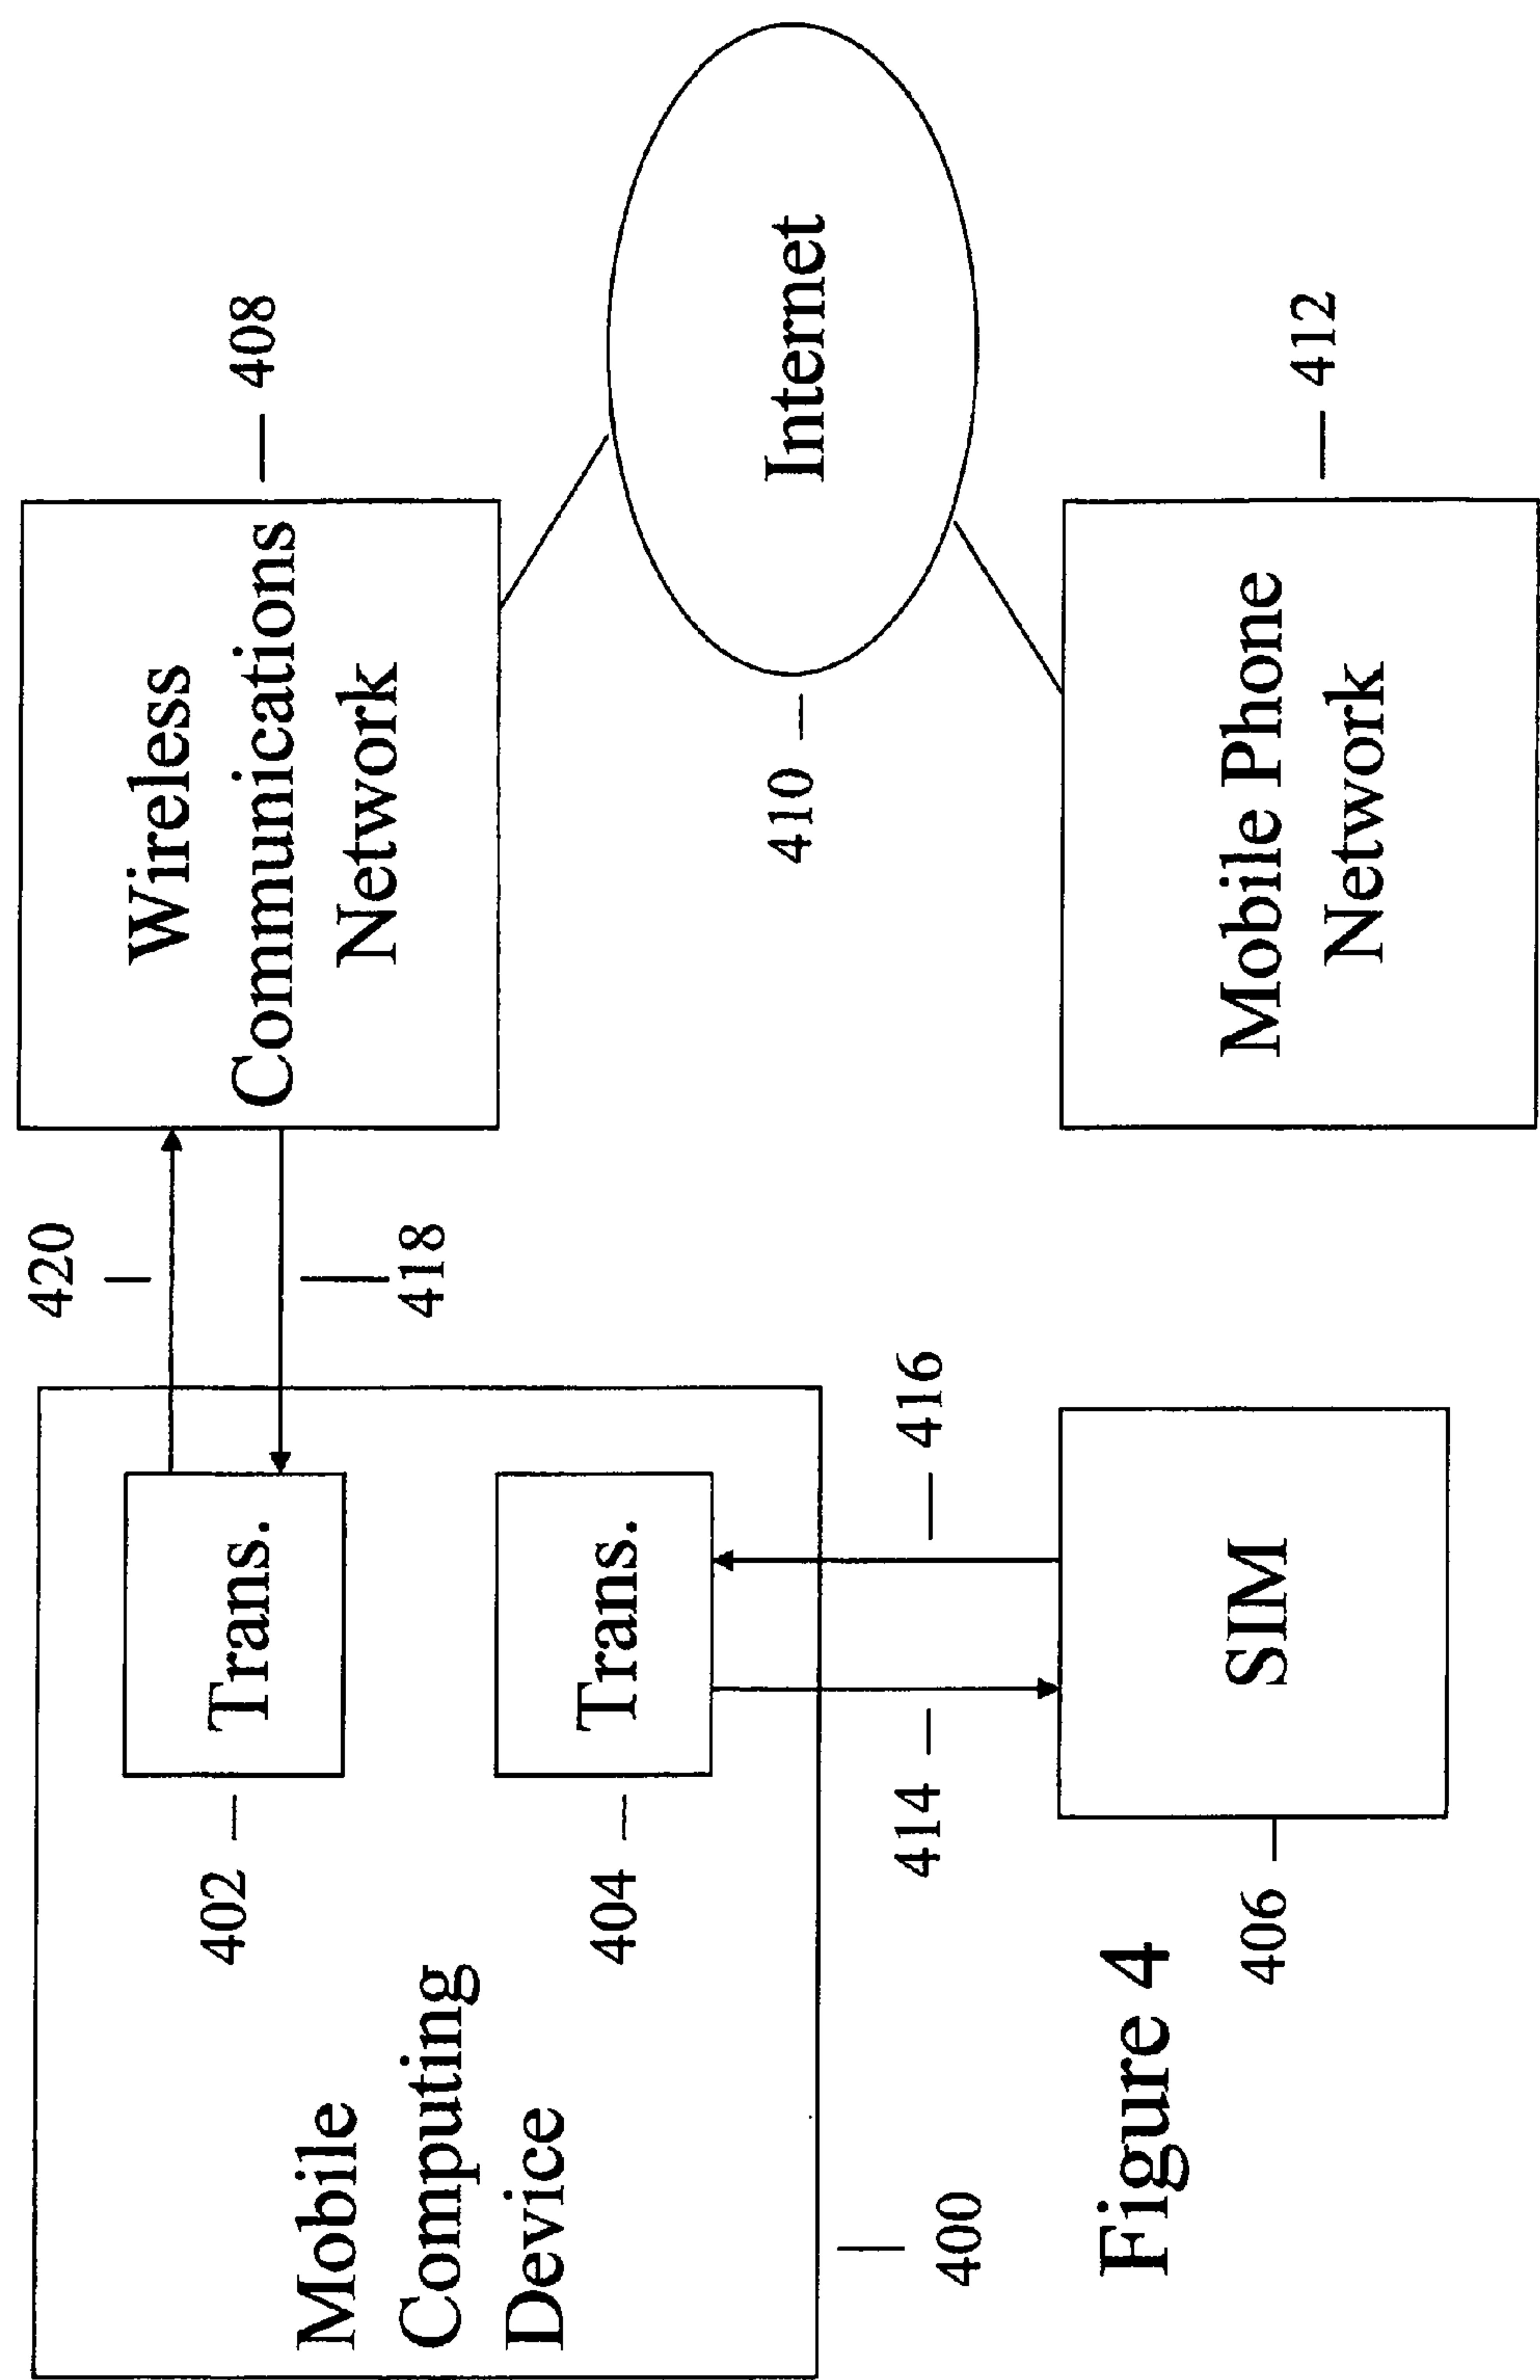 420
Wireless
Communications
Network
408
418
Mobile
Computing
Device
402
Trans.
404
Trans.
400
414
416
410
Internet
Figure 4
406
SIM
Mobile Phone
Network
412